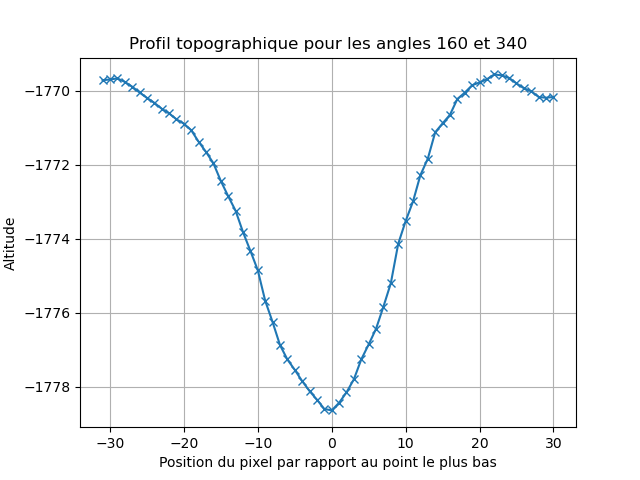 Profil topographique pour les angles 160 et 340
Altitude
−1770
−1772
−1774
−1776
−1778
−30 −20 −10 0 10 20 30
Position du pixel par rapport au point le plus bas